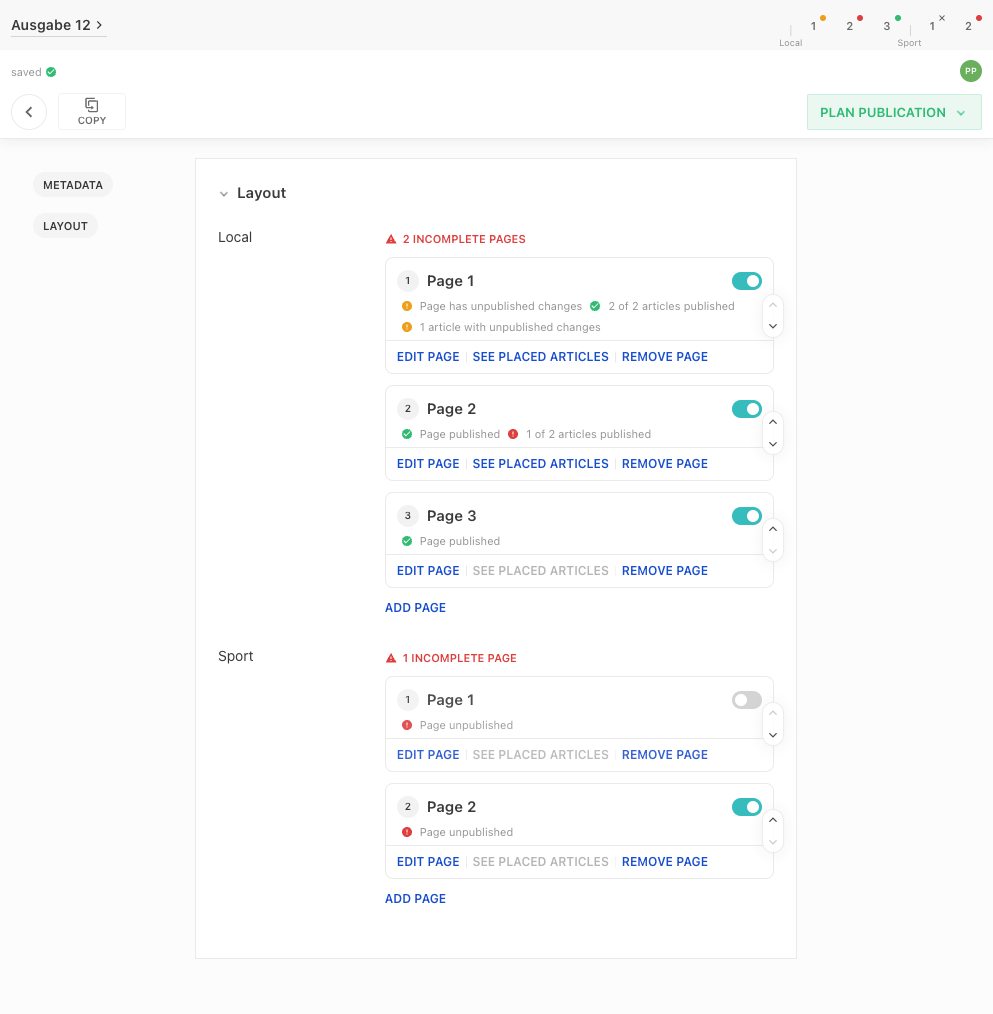 Ausgabe 12
Local
1
2
3
Sport
1
2
saved
PP
COPY
PLAN PUBLICATION
METADATA
LAYOUT
Layout
Local
2 INCOMPLETE PAGES
1 Page 1
Page has unpublished changes 2 of 2 articles published
1 article with unpublished changes
EDIT PAGE SEE PLACED ARTICLES REMOVE PAGE
2 Page 2
Page published 1 of 2 articles published
EDIT PAGE SEE PLACED ARTICLES REMOVE PAGE
3 Page 3
Page published
EDIT PAGE SEE PLACED ARTICLES REMOVE PAGE
ADD PAGE
Sport
1 INCOMPLETE PAGE
1 Page 1
Page unpublished
EDIT PAGE SEE PLACED ARTICLES REMOVE PAGE
2 Page 2
Page unpublished
EDIT PAGE SEE PLACED ARTICLES REMOVE PAGE
ADD PAGE